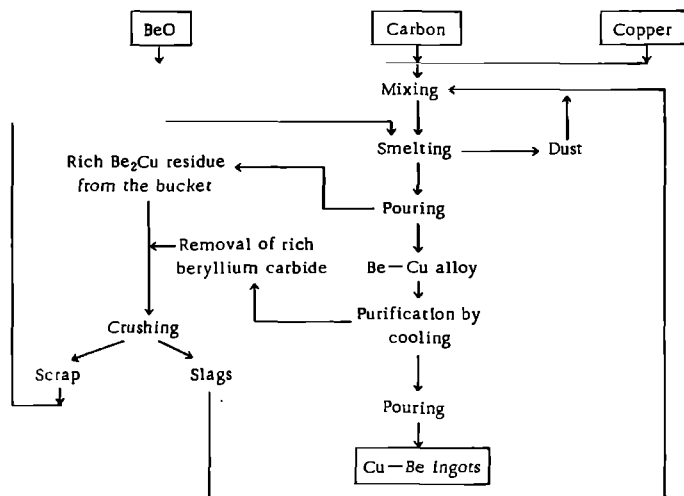 BeO
Carbon
Copper
Mixing
Smelting
Dust
Rich Be₂Cu residue
from the bucket
Pouring
Removal of rich
beryllium carbide
Be—Cu alloy
Purification by
cooling
Crushing
Scrap
Slags
Pouring
Cu—Be Ingots